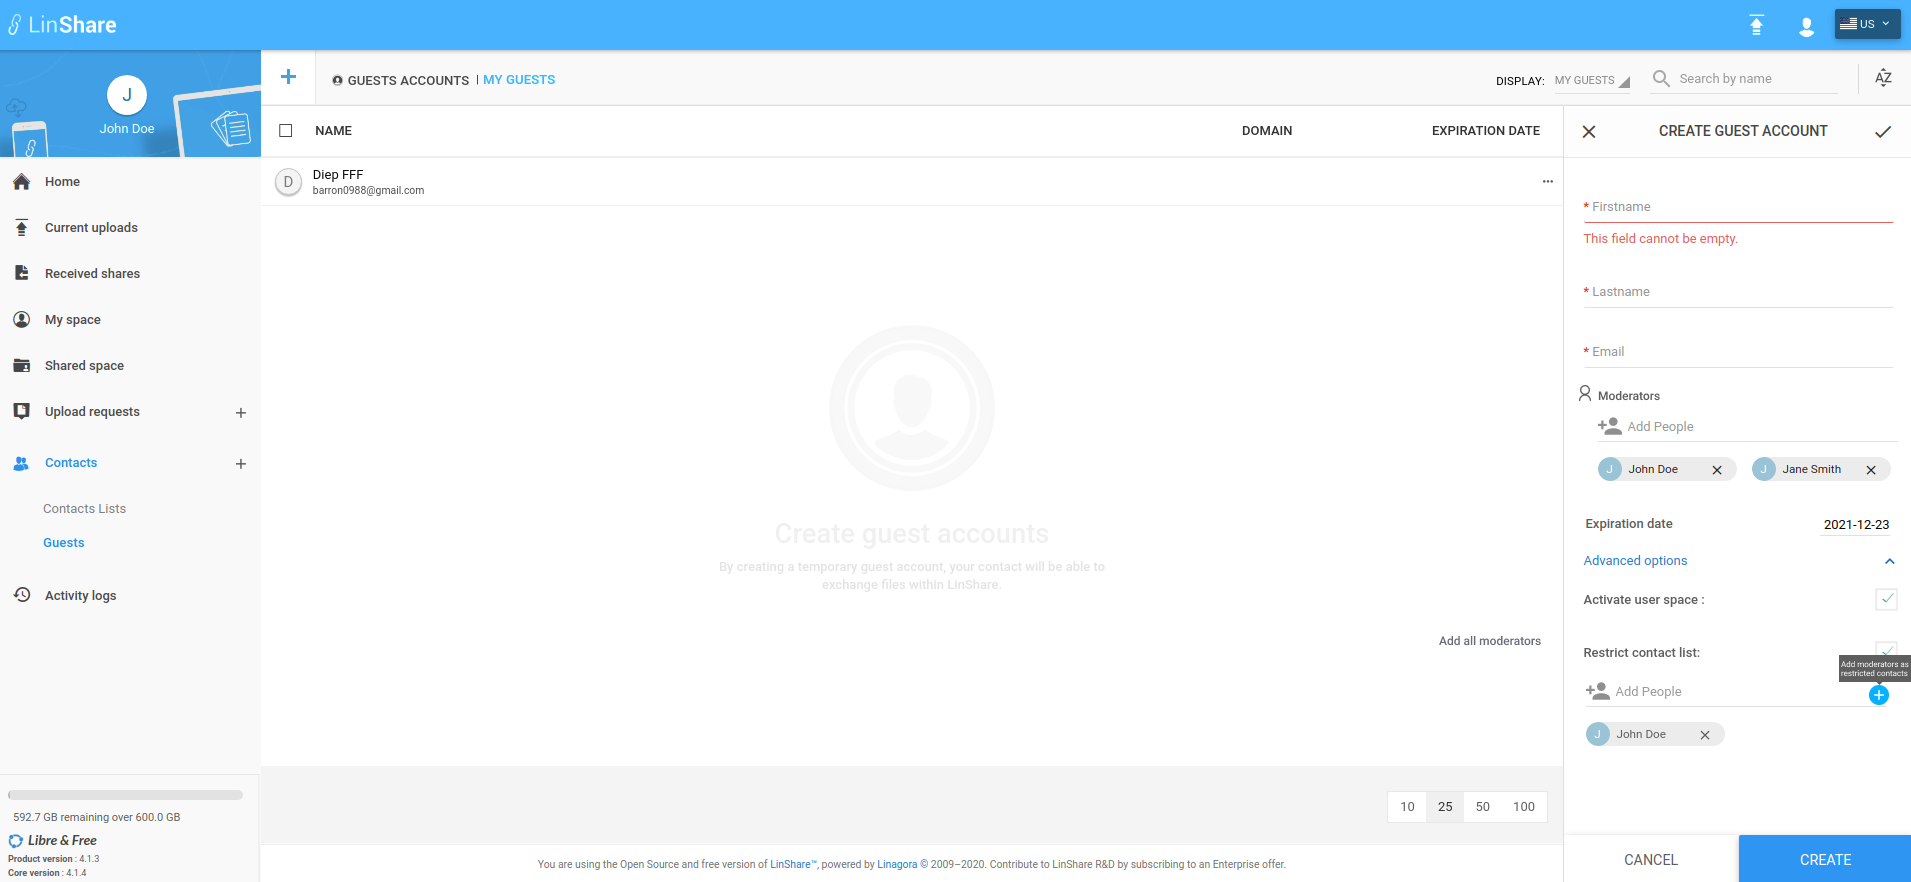 LinShare
US
J
John Doe
Home
Current uploads
Received shares
My space
Shared space
Upload requests
Contacts
Contacts Lists
Guests
Activity logs
592.7 GB remaining over 600.0 GB
Libre & Free
Product version : 4.1.3
Core version : 4.1.4
GUESTS ACCOUNTS | MY GUESTS
DISPLAY: MY GUESTS
Search by name
AZ
NAME DOMAIN EXPIRATION DATE
D
Diep FFF
barron0988@gmail.com
Create guest accounts
By creating a temporary guest account, your contact will be able to
exchange files within LinShare.
Add all moderators
10 25 50 100
You are using the Open Source and free version of LinShare™, powered by Linagora © 2009–2020. Contribute to LinShare R&D by subscribing to an Enterprise offer.
CREATE GUEST ACCOUNT
* Firstname
This field cannot be empty.
* Lastname
* Email
Moderators
Add People
J John Doe J Jane Smith
Expiration date 2021-12-23
Advanced options
Activate user space :
Restrict contact list:
Add moderators as
restricted contacts
Add People
J John Doe
CANCEL CREATE